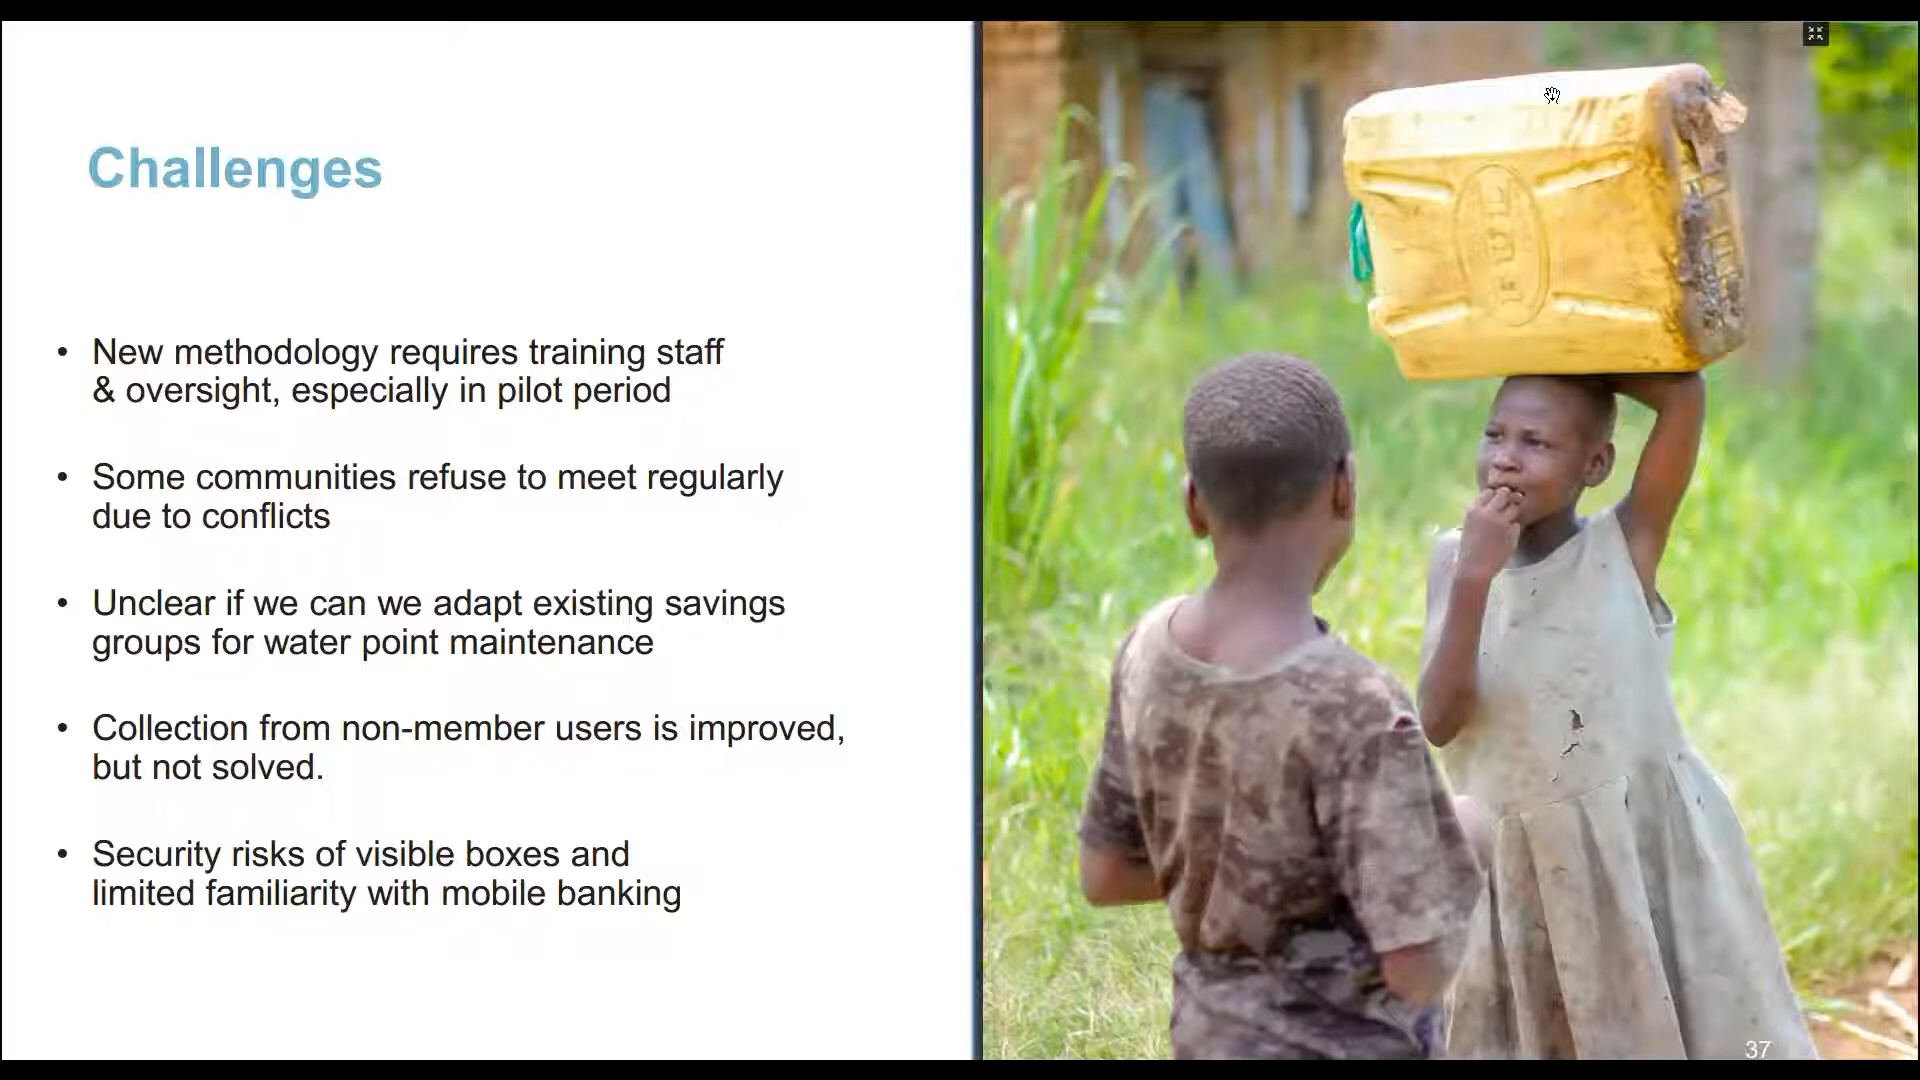 Challenges
• New methodology requires training staff
& oversight, especially in pilot period
• Some communities refuse to meet regularly
due to conflicts
• Unclear if we can we adapt existing savings
groups for water point maintenance
• Collection from non-member users is improved,
but not solved.
• Security risks of visible boxes and
limited familiarity with mobile banking
37